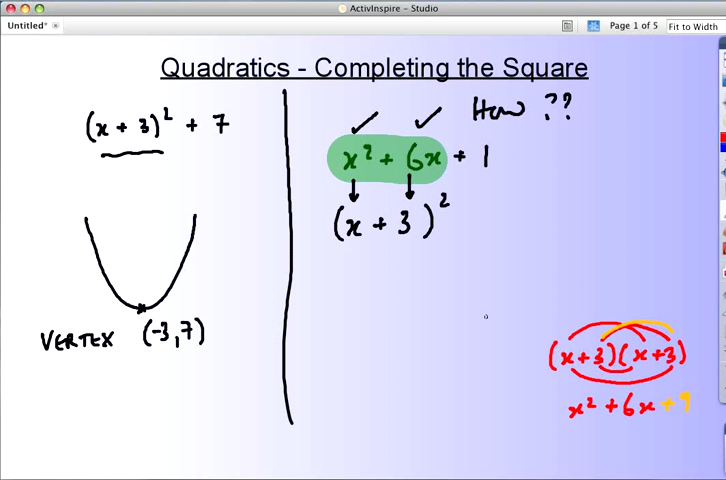 ActivInspire - Studio
Untitled*
Page 1 of 5
Fit to Width
Quadratics - Completing the Square
(x + 3)² + 7
How ??
x² + 6x + 1
(x + 3)²
VERTEX (-3,7)
(x+3)(x+3)
x² + 6x + 9